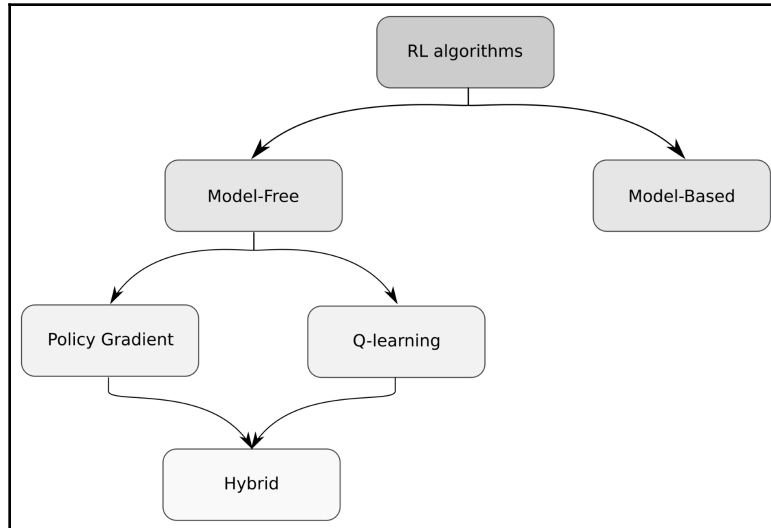 RL algorithms
Model-Free
Model-Based
Policy Gradient
Q-learning
Hybrid